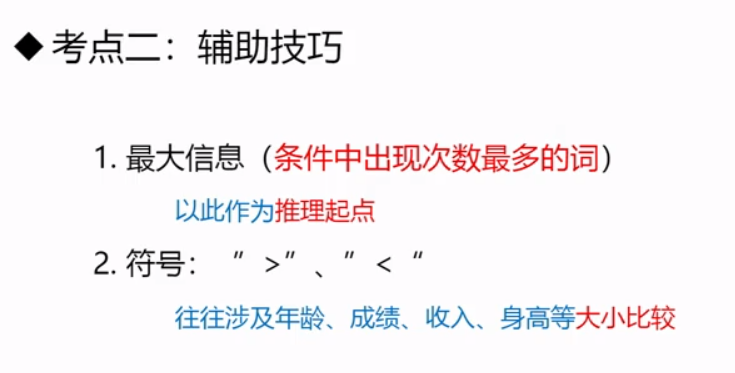 ◆ 考点二：辅助技巧
1. 最大信息（条件中出现次数最多的词）
以此作为推理起点
2. 符号： ” >”、” < “
往往涉及年龄、成绩、收入、身高等大小比较